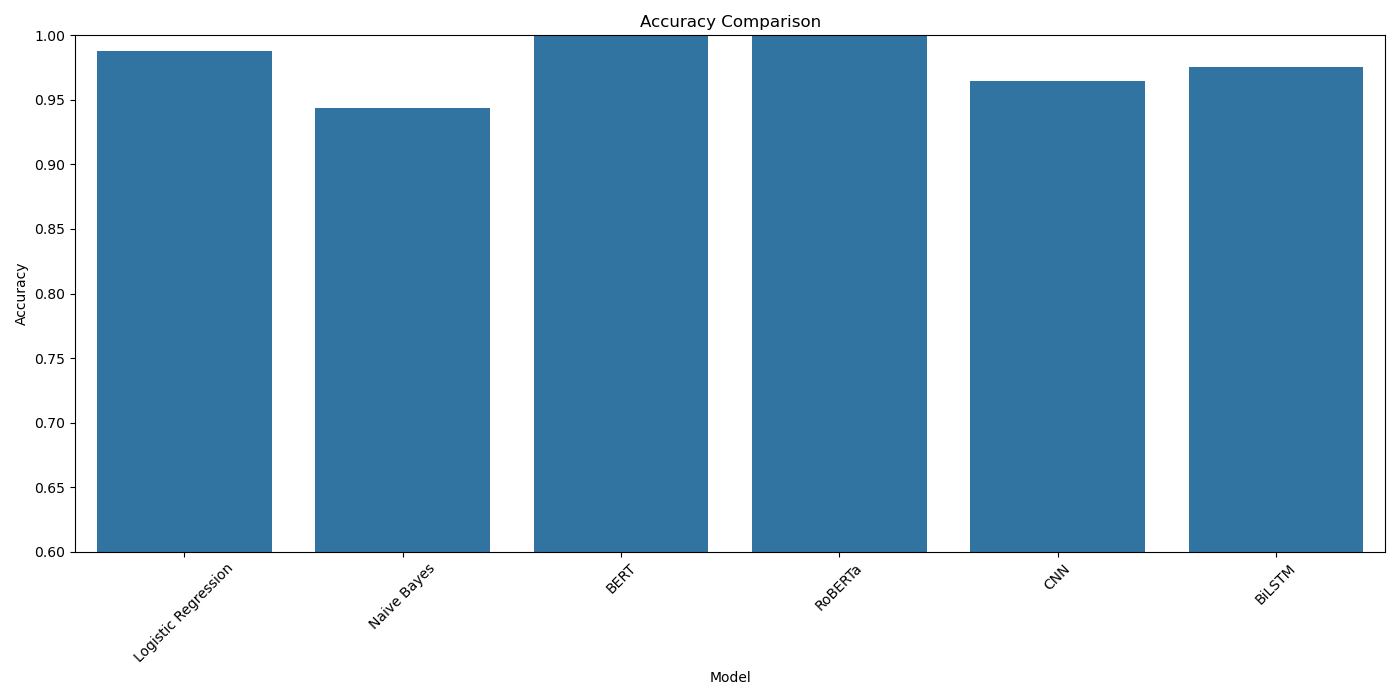 Accuracy Comparison
1.00
0.95
0.90
0.85
0.80
0.75
0.70
0.65
0.60
Accuracy
Logistic Regression
Naive Bayes
BERT
RoBERTa
CNN
BiLSTM
Model